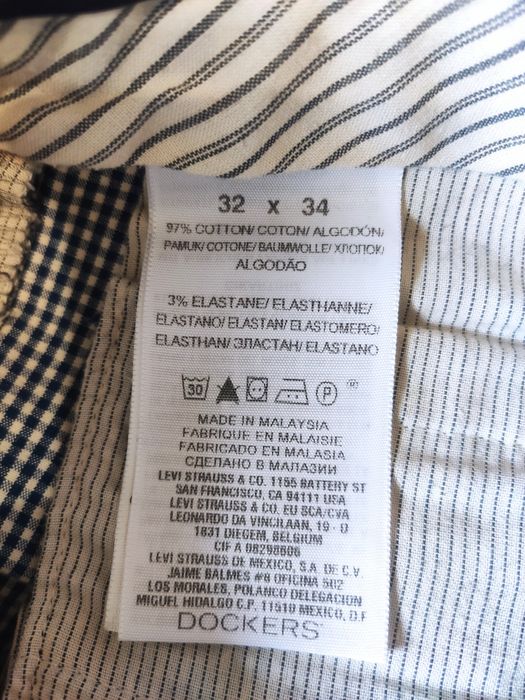 32 x 34
97% COTTON/ COTON/ ALGODÓN/
PAMUK/ COTONE/ BAUMWOLLE/ ХЛОПОК/
ALGODÃO
3% ELASTANE/ ELASTHANNE/
ELASTANO/ ELASTAN/ ELASTOMERO/
ELASTHAN/ ЭЛАСТАН/ ELASTANO
30 P
MADE IN MALAYSIA
FABRIQUE EN MALAISIE
FABRICADO EN MALASIA
СДЕЛАНО В МАЛАЗИИ
LEVI STRAUSS & CO. 1155 BATTERY ST
SAN FRANCISCO, CA 94111 USA
LEVI STRAUSS & CO. EU SCA/CVA
LEONARDO DA VINCILAAN, 19 - D
1831 DIEGEM, BELGIUM
CIF A 08298606
LEVI STRAUSS DE MEXICO, S.A. DE C.V.
JAIME BALMES #8 OFICINA 502
LOS MORALES, POLANCO DELEGACION
MIGUEL HIDALGO C.P. 11510 MEXICO, D.F
DOCKERS